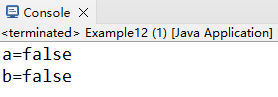 Console
<terminated> Example12 (1) [Java Application]
a=false
b=false